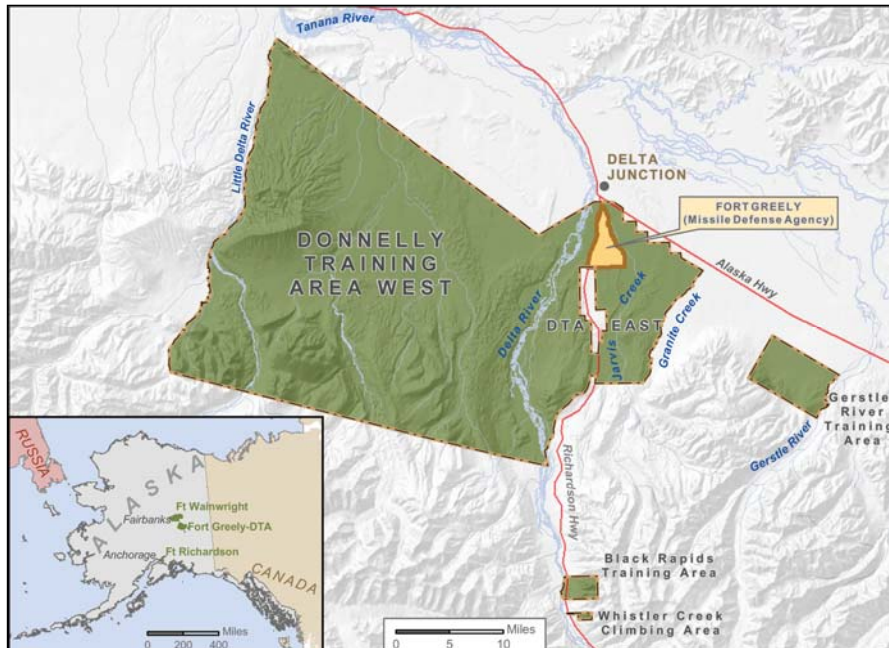 Tanana River
Little Delta River
DELTA
JUNCTION
FORT GREELY
(Missile Defense Agency)
DONNELLY
TRAINING
AREA WEST
Alaska Hwy
Delta River
Creek
Jarvis
DTA EAST
Granite Creek
Gerstle
River
Training
Area
Gerstle River
Richardson Hwy
Black Rapids
Training Area
Whistler Creek
Climbing Area
RUSSIA
ALASKA
Ft Wainwright
Fairbanks
Fort Greely-DTA
Anchorage
Ft Richardson
CANADA
Miles
0 200 400
Miles
0 5 10